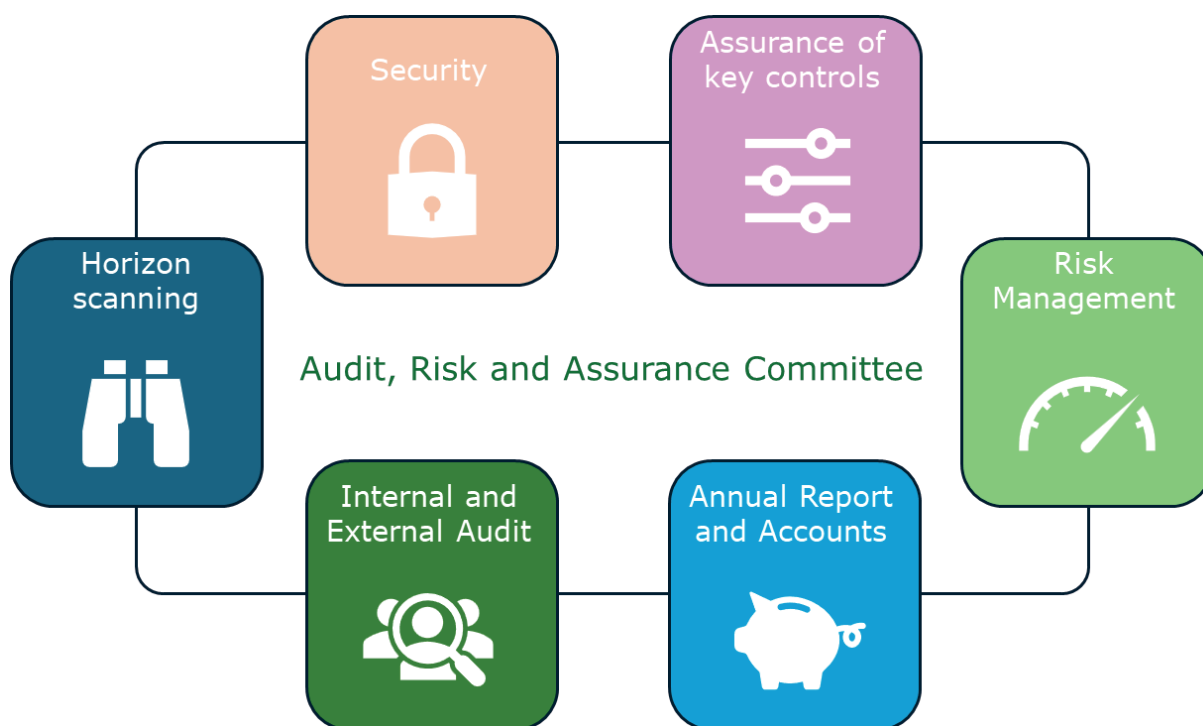 Security
Assurance of
key controls
Horizon
scanning
Risk
Management
Audit, Risk and Assurance Committee
Internal and
External Audit
Annual Report
and Accounts